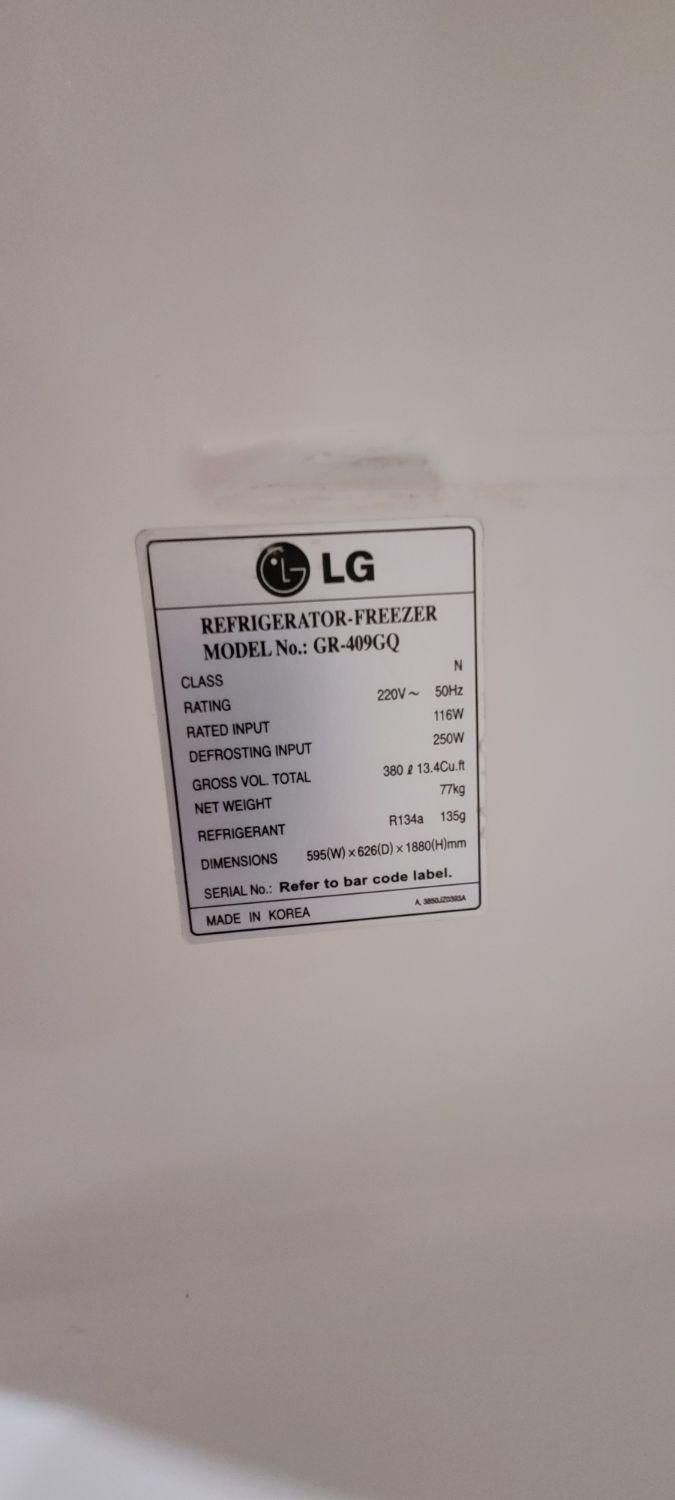 LG
REFRIGERATOR-FREEZER
MODEL No.: GR-409GQ
CLASS N
RATING 220V~ 50Hz
RATED INPUT 116W
DEFROSTING INPUT 250W
GROSS VOL. TOTAL 380 ℓ 13.4Cu.ft
NET WEIGHT 77kg
REFRIGERANT R134a 135g
DIMENSIONS 595(W)×626(D)×1880(H)mm
SERIAL No.: Refer to bar code label.
MADE IN KOREA A,